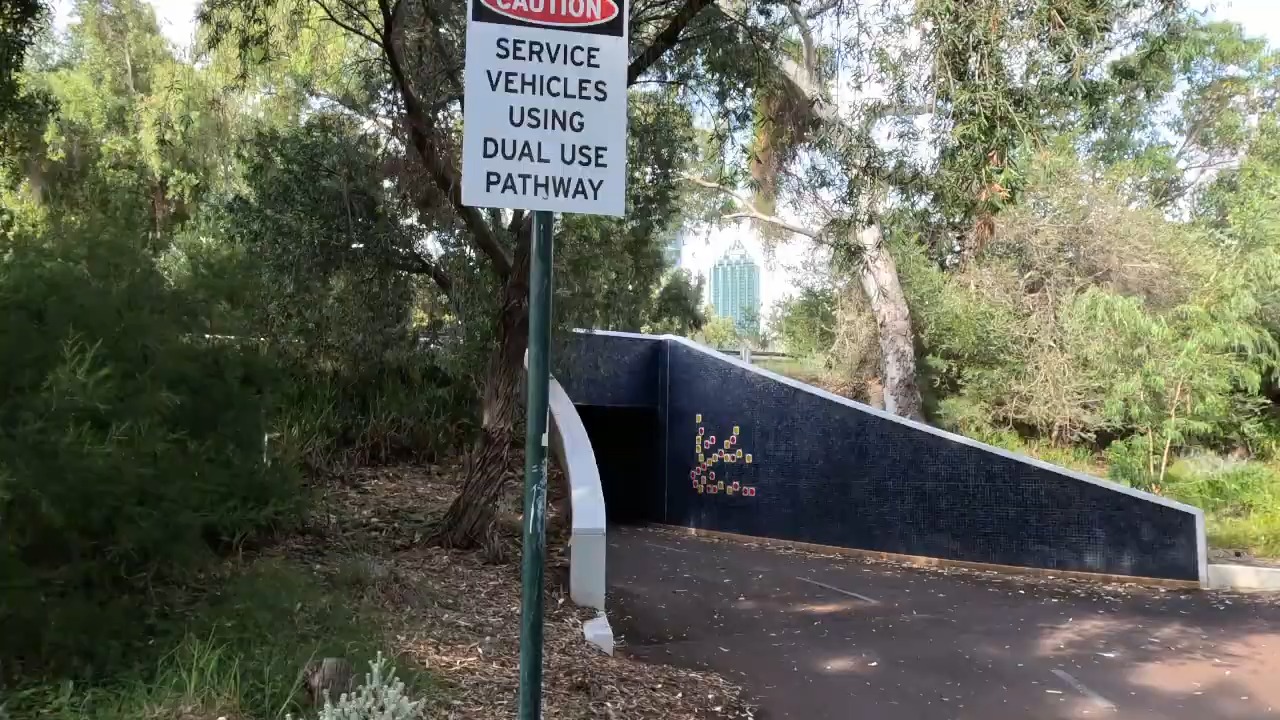 CAUTION
SERVICE
VEHICLES
USING
DUAL USE
PATHWAY